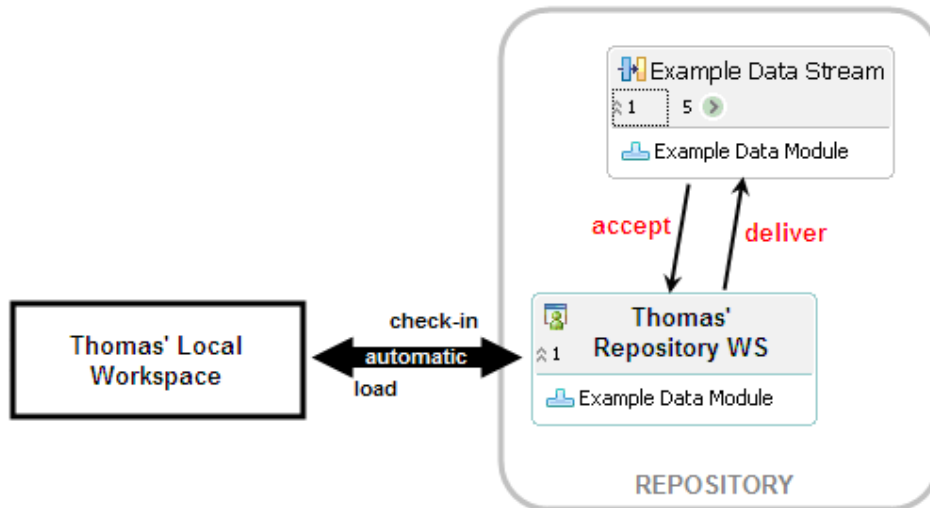 Example Data Stream
1 5
Example Data Module
accept
deliver
Thomas' Local
Workspace
check-in
automatic
load
Thomas'
Repository WS
1
Example Data Module
REPOSITORY